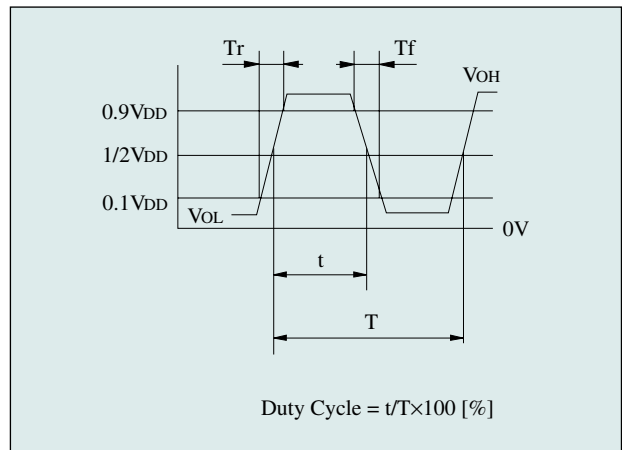 Tr Tf
VOH
0.9VDD
1/2VDD
0.1VDD
VOL
0V
t
T
Duty Cycle = t/T×100 [%]